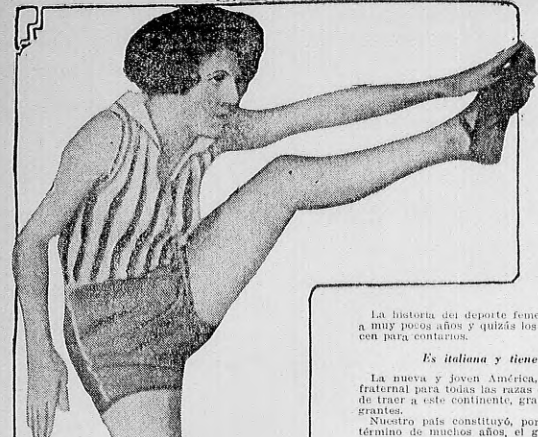 La historia del deporte feme
a muy pocos años y quizás los
cen para contarlos.
Es italiana y tiene
La nueva y joven América,
fraternal para todas las razas
de traer a este continente, gra
grantes.
Nuestro país constituyó, por
término de muchos años, el g